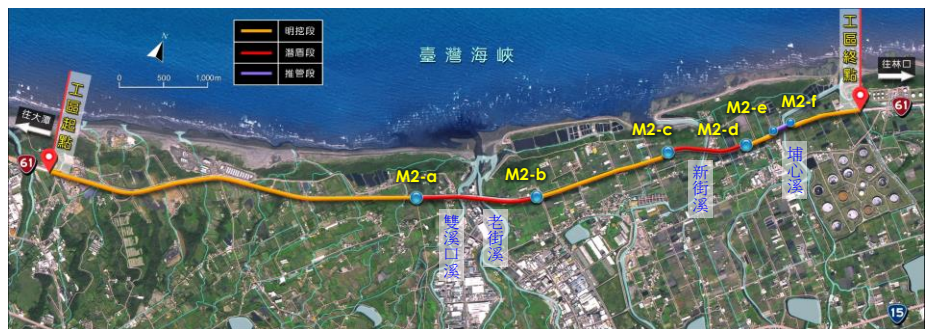 N
0
500
1,000m
明挖段
潛盾段
推管段
臺灣海峽
工區起點
往大潭
61
M2-a
雙溪口溪
老街溪
M2-b
M2-c
M2-d
新街溪
M2-e
M2-f
埔心溪
工區終點
往林口
61
15